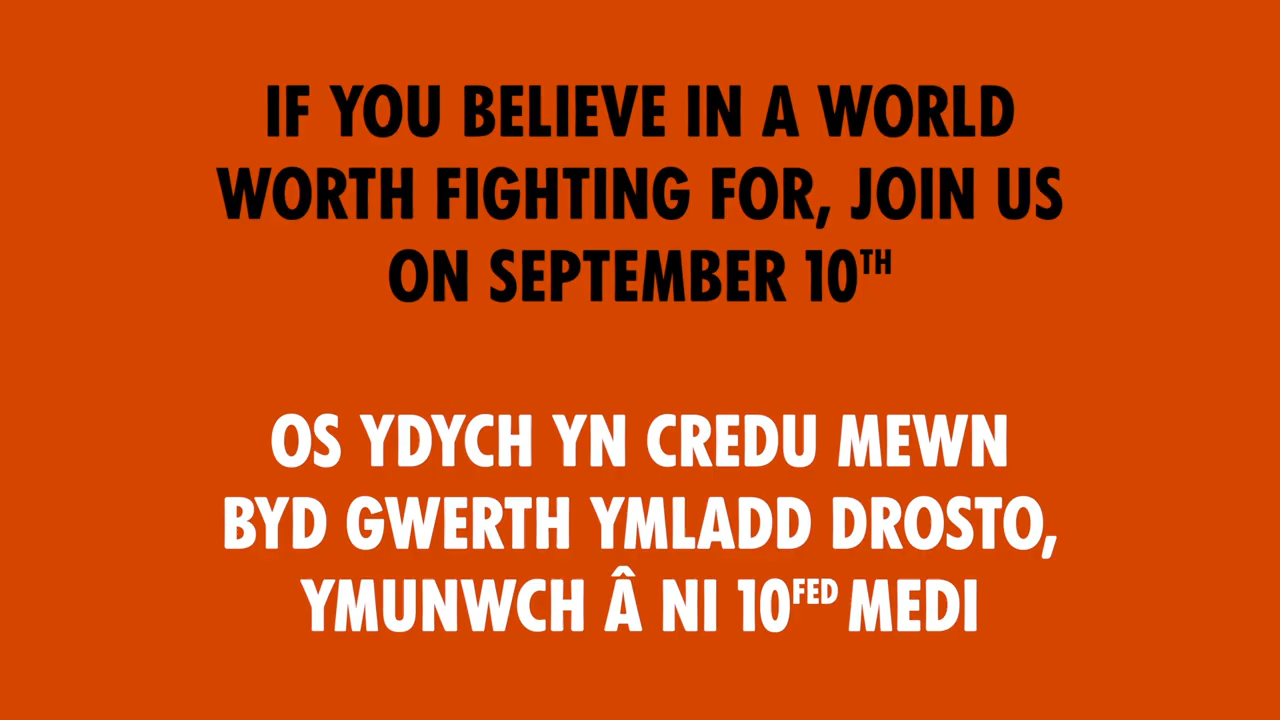 IF YOU BELIEVE IN A WORLD
WORTH FIGHTING FOR, JOIN US
ON SEPTEMBER 10TH
OS YDYCH YN CREDU MEWN
BYD GWERTH YMLADD DROSTO,
YMUNWCH Â NI 10FED MEDI